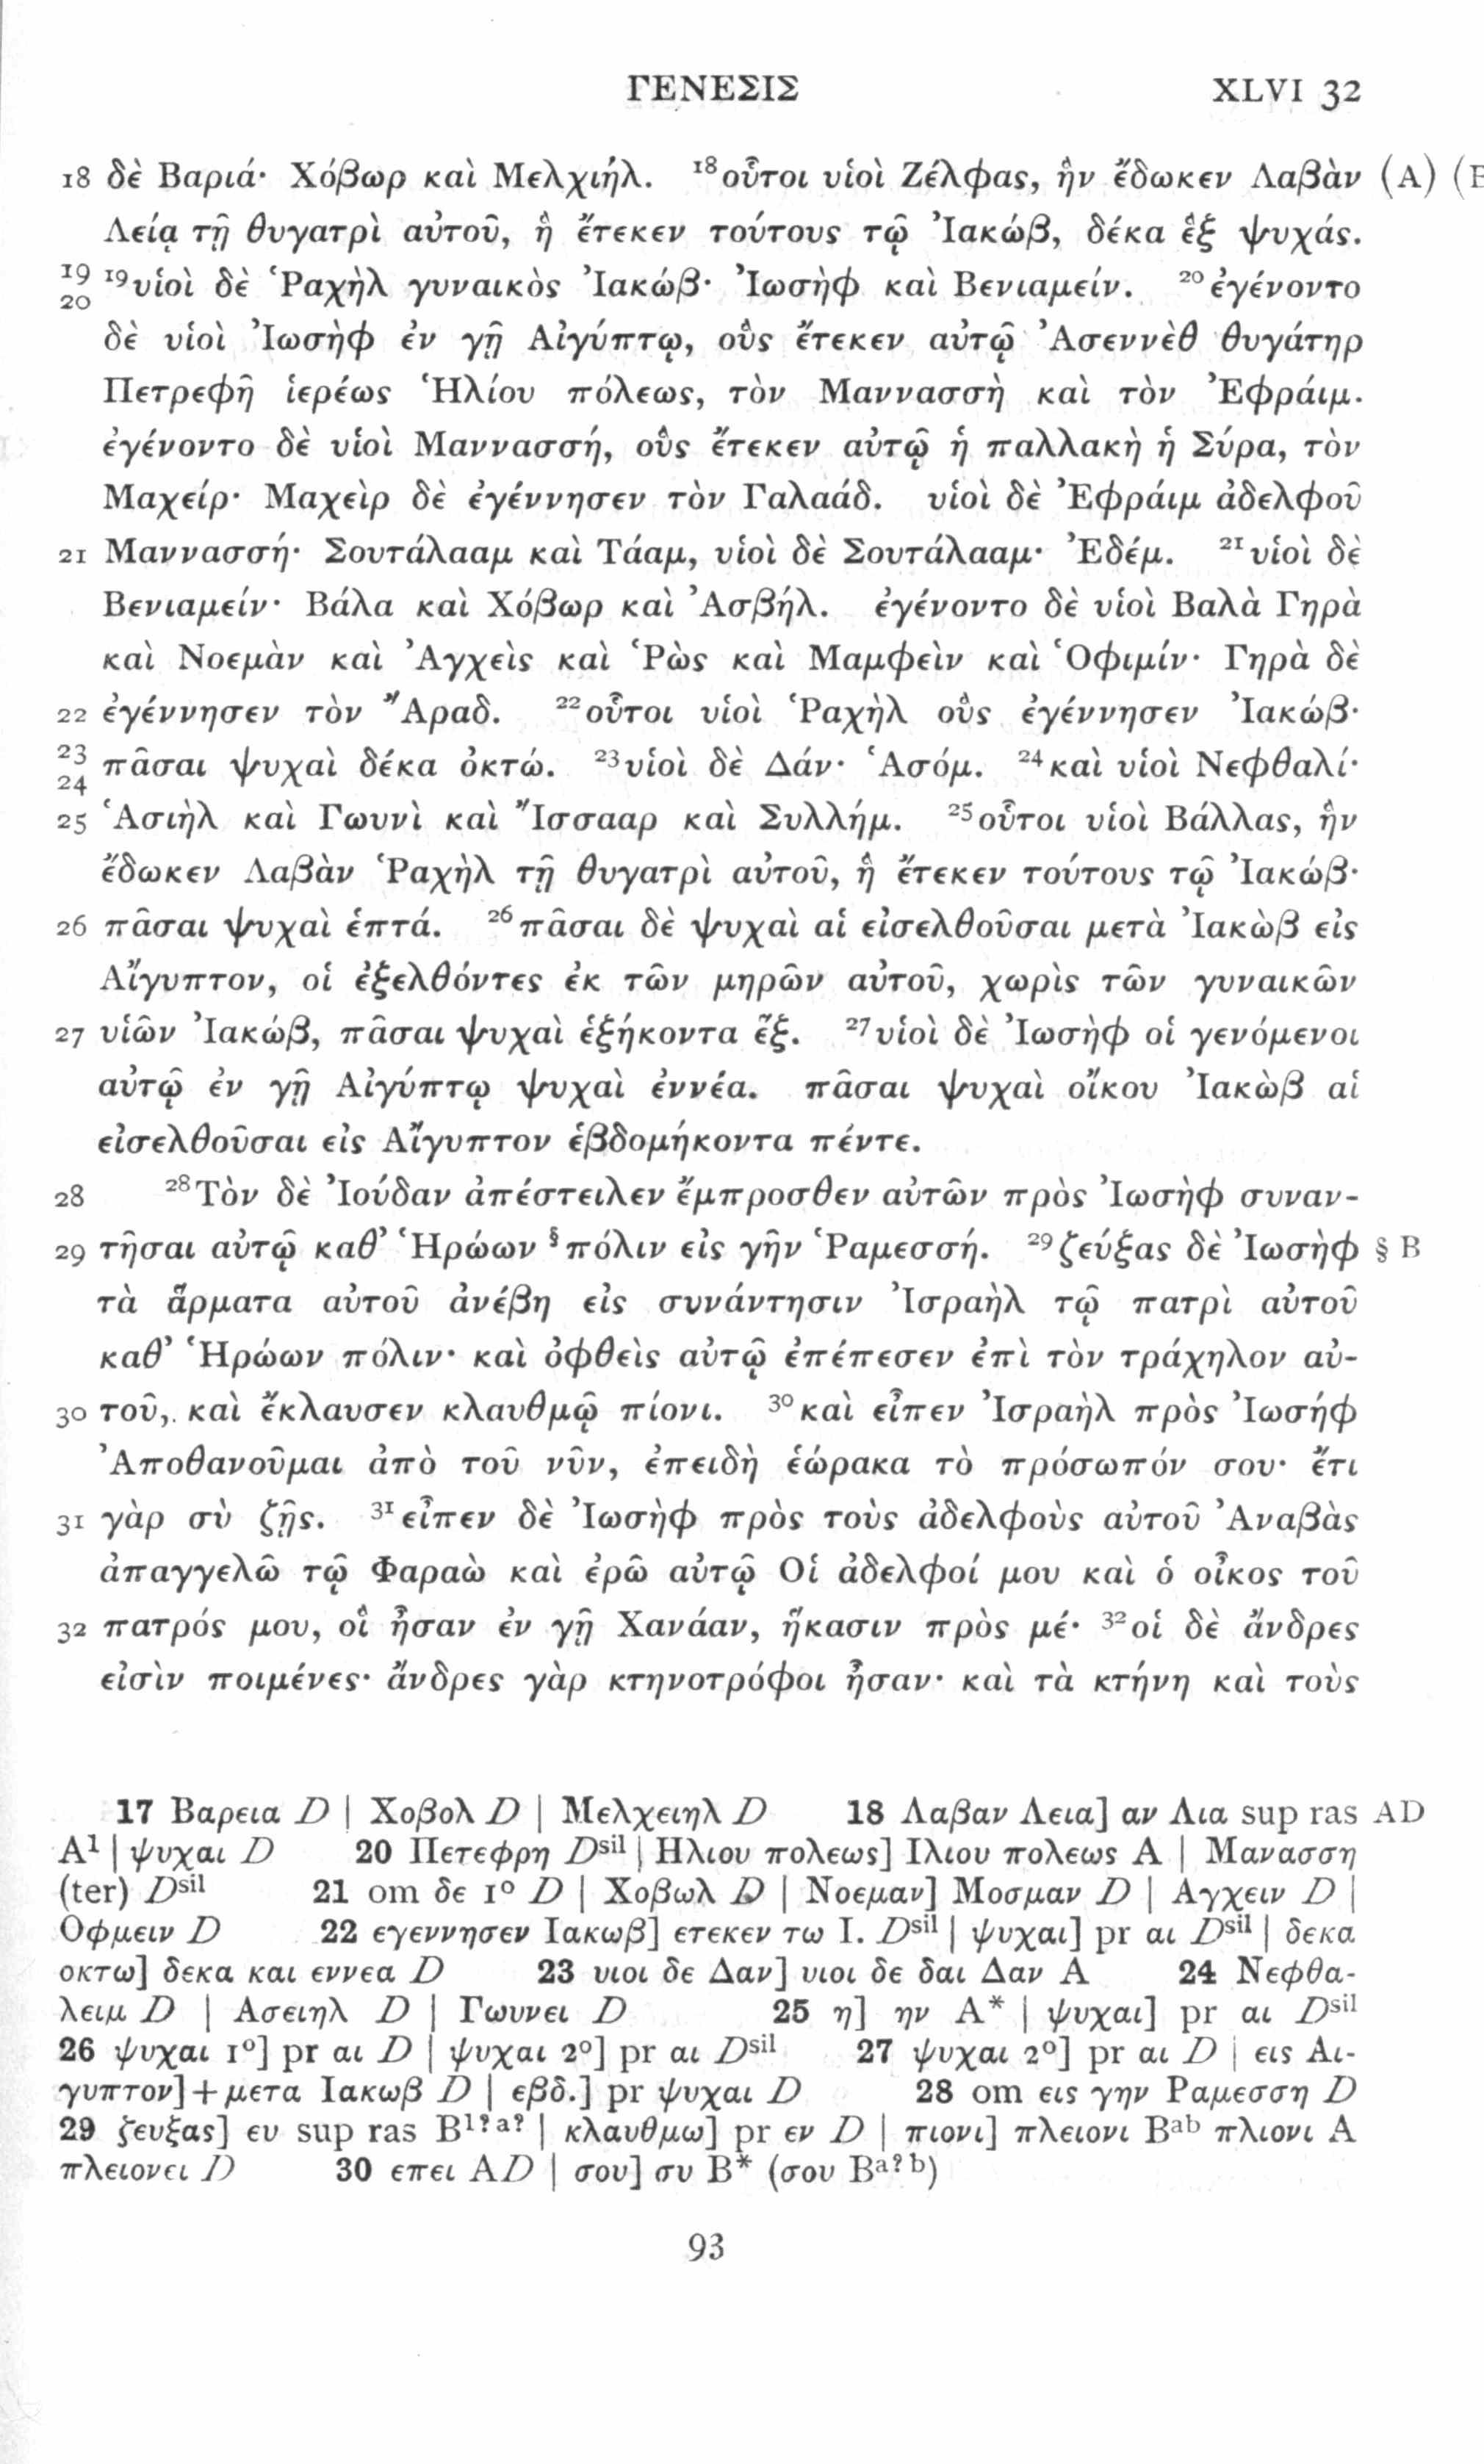 ΓΕΝΕΣΙΣ XLVI 32
18 δὲ Βαριά· Χόβωρ καὶ Μελχιήλ. ¹⁸οὗτοι υἱοὶ Ζέλφας, ἣν ἔδωκεν Λαβὰν (A) (B
Λείᾳ τῇ θυγατρὶ αὐτοῦ, ἣ ἔτεκεν τούτους τῷ Ἰακώβ, δέκα ἓξ ψυχάς.
19 20 ¹⁹υἱοὶ δὲ Ῥαχὴλ γυναικὸς Ἰακώβ· Ἰωσὴφ καὶ Βενιαμείν. ²⁰ἐγένοντο
δὲ υἱοὶ Ἰωσὴφ ἐν γῇ Αἰγύπτῳ, οὓς ἔτεκεν αὐτῷ Ἀσεννὲθ θυγάτηρ
Πετρεφῆ ἱερέως Ἡλίου πόλεως, τὸν Μαννασσὴ καὶ τὸν Ἐφράιμ.
ἐγένοντο δὲ υἱοὶ Μαννασσή, οὓς ἔτεκεν αὐτῷ ἡ παλλακὴ ἡ Σύρα, τὸν
Μαχείρ· Μαχεὶρ δὲ ἐγέννησεν τὸν Γαλαάδ. υἱοὶ δὲ Ἐφράιμ ἀδελφοῦ
21 Μαννασσή· Σουτάλααμ καὶ Τάαμ, υἱοὶ δὲ Σουτάλααμ· Ἐδέμ. ²¹υἱοὶ δὲ
Βενιαμείν· Βάλα καὶ Χόβωρ καὶ Ἀσβήλ. ἐγένοντο δὲ υἱοὶ Βαλὰ Γηρὰ
καὶ Νοεμὰν καὶ Ἀγχεὶς καὶ Ῥὼς καὶ Μαμφεὶν καὶ Ὁφιμίν· Γηρὰ δὲ
22 ἐγέννησεν τὸν Ἄραδ. ²²οὗτοι υἱοὶ Ῥαχὴλ οὓς ἐγέννησεν Ἰακώβ·
23 24 πᾶσαι ψυχαὶ δέκα ὀκτώ. ²³υἱοὶ δὲ Δάν· Ἁσόμ. ²⁴καὶ υἱοὶ Νεφθαλί·
25 Ἁσιὴλ καὶ Γωυνὶ καὶ Ἴσσααρ καὶ Συλλήμ. ²⁵οὗτοι υἱοὶ Βάλλας, ἣν
ἔδωκεν Λαβὰν Ῥαχὴλ τῇ θυγατρὶ αὐτοῦ, ἣ ἔτεκεν τούτους τῷ Ἰακώβ·
26 πᾶσαι ψυχαὶ ἑπτά. ²⁶πᾶσαι δὲ ψυχαὶ αἱ εἰσελθοῦσαι μετὰ Ἰακὼβ εἰς
Αἴγυπτον, οἱ ἐξελθόντες ἐκ τῶν μηρῶν αὐτοῦ, χωρὶς τῶν γυναικῶν
27 υἱῶν Ἰακώβ, πᾶσαι ψυχαὶ ἑξήκοντα ἕξ. ²⁷υἱοὶ δὲ Ἰωσὴφ οἱ γενόμενοι
αὐτῷ ἐν γῇ Αἰγύπτῳ ψυχαὶ ἐννέα. πᾶσαι ψυχαὶ οἴκου Ἰακὼβ αἱ
εἰσελθοῦσαι εἰς Αἴγυπτον ἑβδομήκοντα πέντε.
28 ²⁸Τὸν δὲ Ἰούδαν ἀπέστειλεν ἔμπροσθεν αὐτῶν πρὸς Ἰωσὴφ συναν-
29 τῆσαι αὐτῷ καθ’ Ἡρώων §πόλιν εἰς γῆν Ῥαμεσσή. ²⁹ζεύξας δὲ Ἰωσὴφ § B
τὰ ἅρματα αὐτοῦ ἀνέβη εἰς συνάντησιν Ἰσραὴλ τῷ πατρὶ αὐτοῦ
καθ’ Ἡρώων πόλιν· καὶ ὀφθεὶς αὐτῷ ἐπέπεσεν ἐπὶ τὸν τράχηλον αὐ-
30 τοῦ, καὶ ἔκλαυσεν κλαυθμῷ πίονι. ³⁰καὶ εἶπεν Ἰσραὴλ πρὸς Ἰωσήφ
Ἀποθανοῦμαι ἀπὸ τοῦ νῦν, ἐπειδὴ ἑώρακα τὸ πρόσωπόν σου· ἔτι
31 γὰρ σὺ ζῇς. ³¹εἶπεν δὲ Ἰωσὴφ πρὸς τοὺς ἀδελφοὺς αὐτοῦ Ἀναβὰς
ἀπαγγελῶ τῷ Φαραὼ καὶ ἐρῶ αὐτῷ Οἱ ἀδελφοί μου καὶ ὁ οἶκος τοῦ
32 πατρός μου, οἳ ἦσαν ἐν γῇ Χανάαν, ἥκασιν πρὸς μέ· ³²οἱ δὲ ἄνδρες
εἰσὶν ποιμένες· ἄνδρες γὰρ κτηνοτρόφοι ἦσαν· καὶ τὰ κτήνη καὶ τοὺς
17 Βαρεια D | Χοβολ D | Μελχειηλ D 18 Λαβαν Λεια] αν Λια sup ras AD
A¹ | ψυχαι D 20 Πετεφρη Dˢⁱˡ | Ηλιου πολεως] Ιλιου πολεως A | Μανασση
(ter) Dˢⁱˡ 21 om δε 1° D | Χοβωλ D | Νοεμαν] Μοσμαν D | Αγχειν D |
Οφμειν D 22 εγεννησεν Ιακωβ] ετεκεν τω Ι. Dˢⁱˡ | ψυχαι] pr αι Dˢⁱˡ | δεκα
οκτω] δεκα και εννεα D 23 υιοι δε Δαν] υιοι δε δαι Δαν A 24 Νεφθα-
λειμ D | Ασειηλ D | Γωυνει D 25 η] ην A* | ψυχαι] pr αι Dˢⁱˡ
26 ψυχαι 1°] pr αι D | ψυχαι 2°] pr αι Dˢⁱˡ 27 ψυχαι 2°] pr αι D | εις Αι-
γυπτον]+μετα Ιακωβ D | εβδ.] pr ψυχαι D 28 om εις γην Ραμεσση D
29 ζευξας] ευ sup ras B¹ˀᵃˀ | κλαυθμω] pr εν D | πιονι] πλειονι Bᵃᵇ πλιονι A
πλειονει D 30 επει AD | σου] συ B* (σου Bᵃˀᵇ)
93